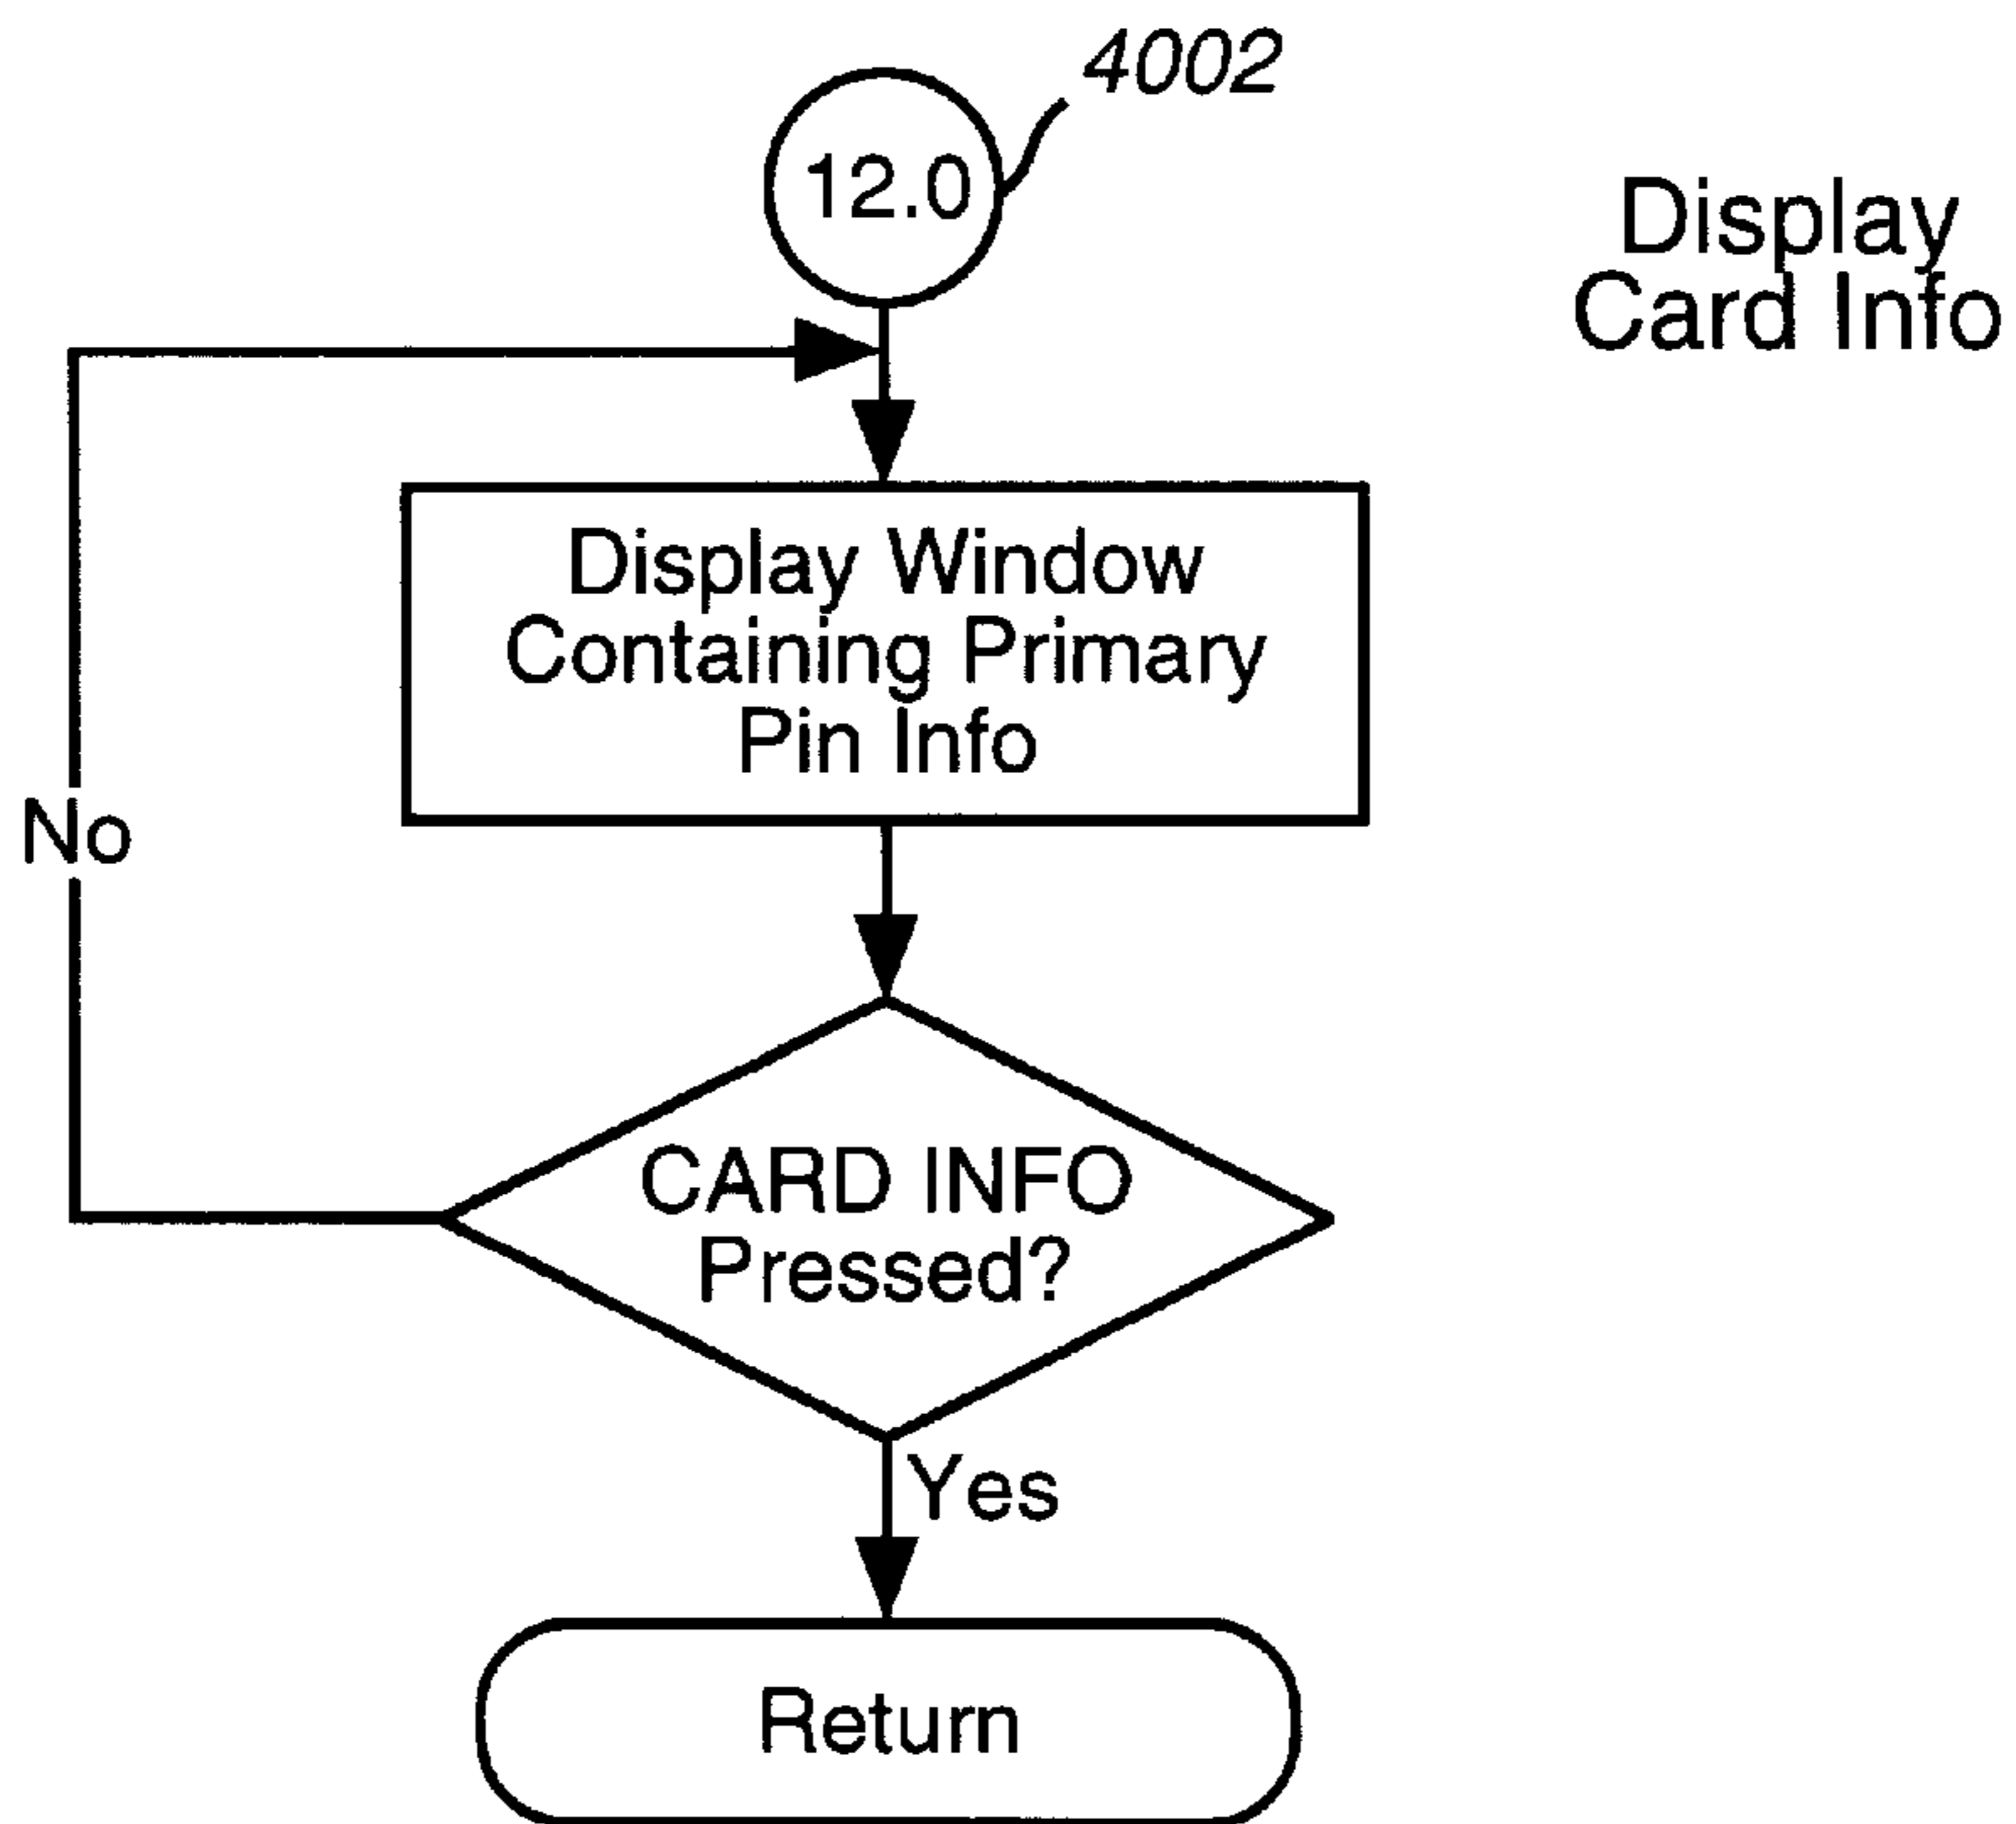 4002
12.0
Display
Card Info
Display Window
Containing Primary
Pin Info
No
CARD INFO
Pressed?
Yes
Return